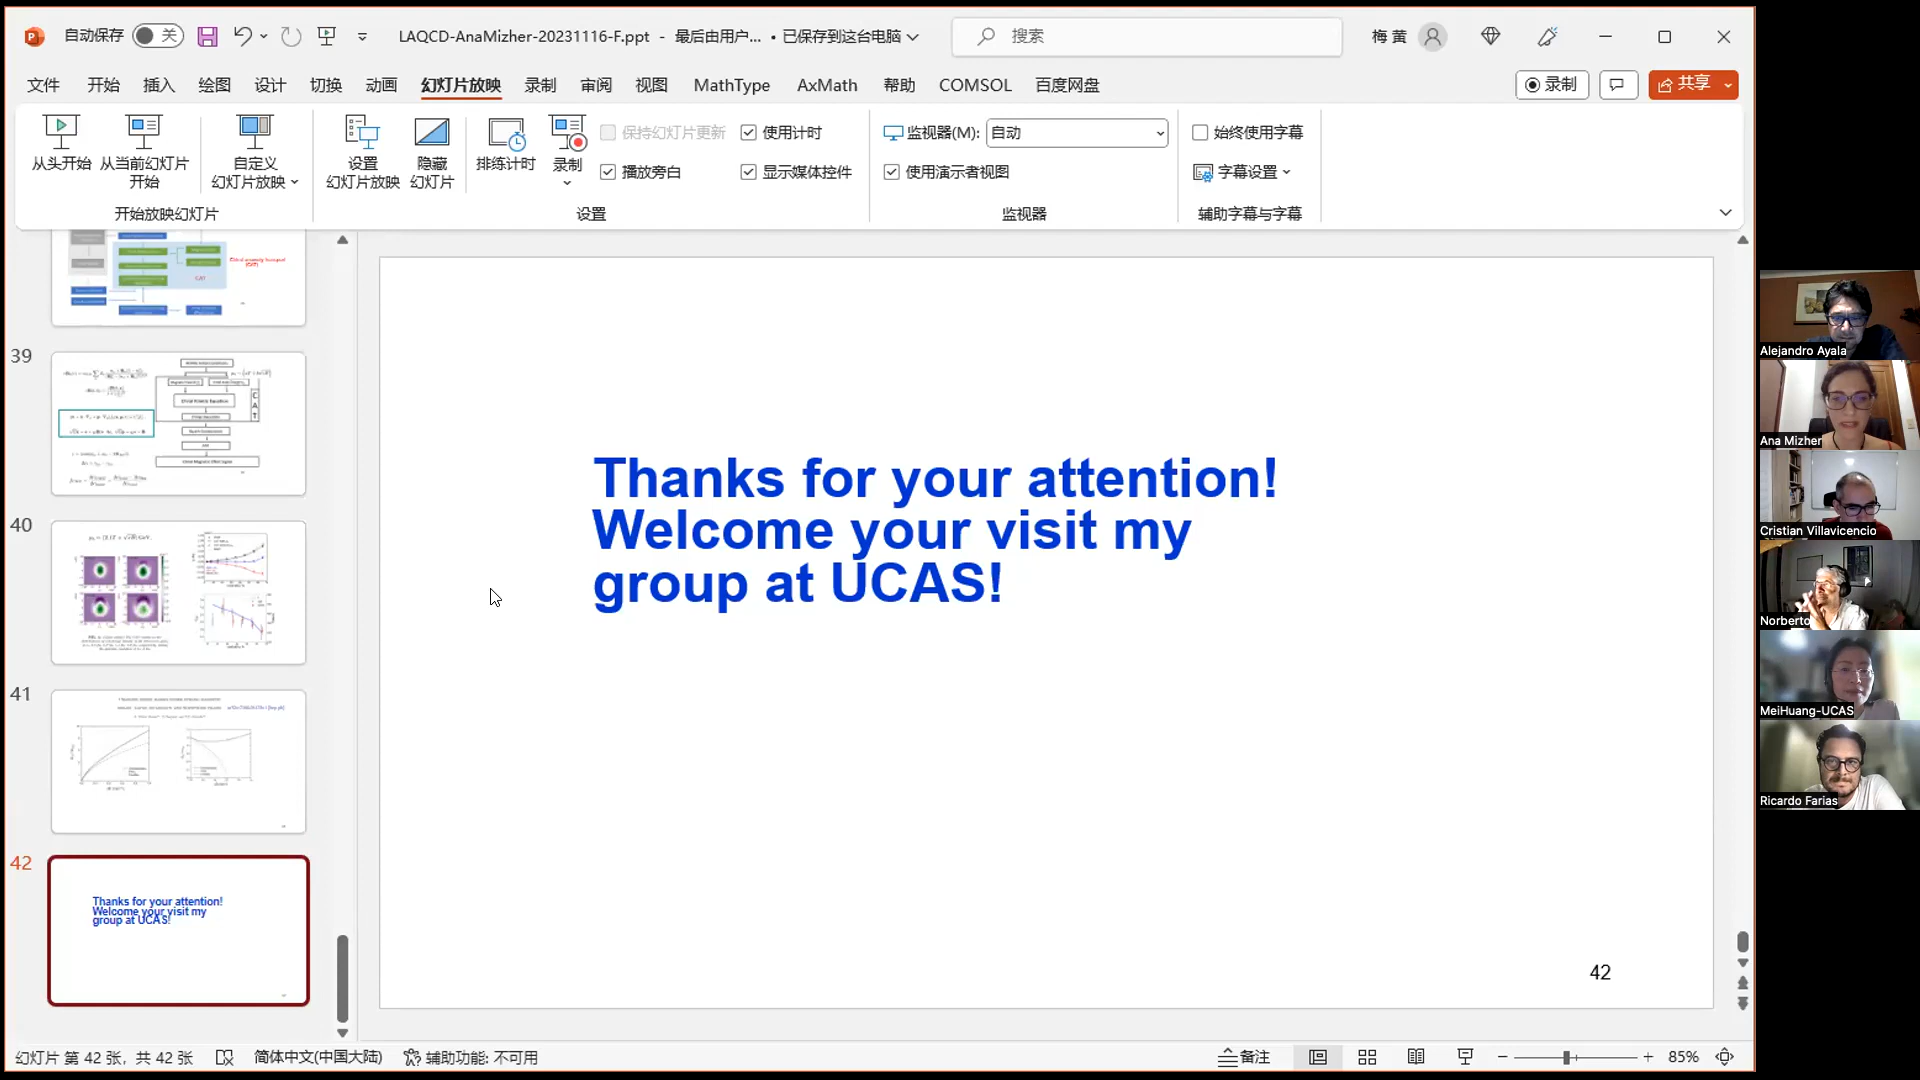 自动保存 关
LAQCD-AnaMizher-20231116-F.ppt - 最后由用户... • 已保存到这台电脑
搜索
梅 黄
文件 开始 插入 绘图 设计 切换 动画 幻灯片放映 录制 审阅 视图 MathType AxMath 帮助 COMSOL 百度网盘
录制
共享
从头开始
从当前幻灯片
开始
自定义
幻灯片放映
开始放映幻灯片
设置
幻灯片放映
隐藏
幻灯片
排练计时
录制
保持幻灯片更新
使用计时
播放旁白
显示媒体控件
设置
监视器(M): 自动
使用演示者视图
监视器
始终使用字幕
字幕设置
辅助字幕与字幕
39
40
41
42
Thanks for your attention!
Welcome your visit my
group at UCAS!
Thanks for your attention!
Welcome your visit my
group at UCAS!
42
Alejandro Ayala
Ana Mizher
Cristian Villavicencio
Norberto
MeiHuang-UCAS
Ricardo Farias
幻灯片 第 42 张，共 42 张
简体中文(中国大陆)
辅助功能: 不可用
备注
85%